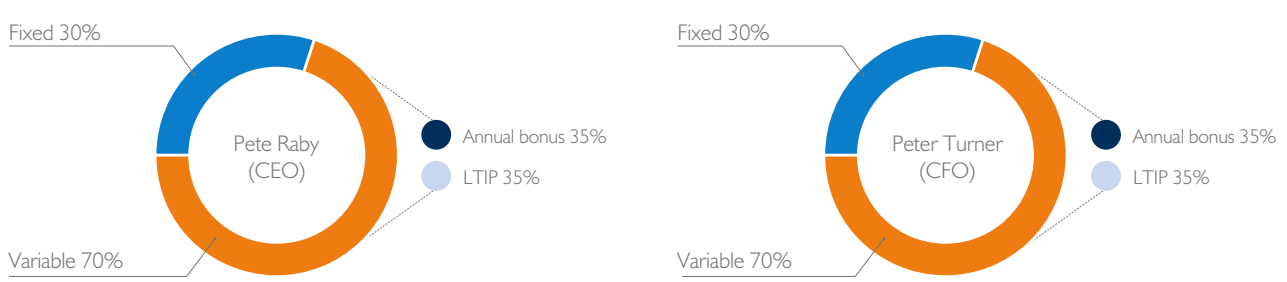 Fixed 30%
Pete Raby
(CEO)
Annual bonus 35%
LTIP 35%
Variable 70%
Fixed 30%
Peter Turner
(CFO)
Annual bonus 35%
LTIP 35%
Variable 70%